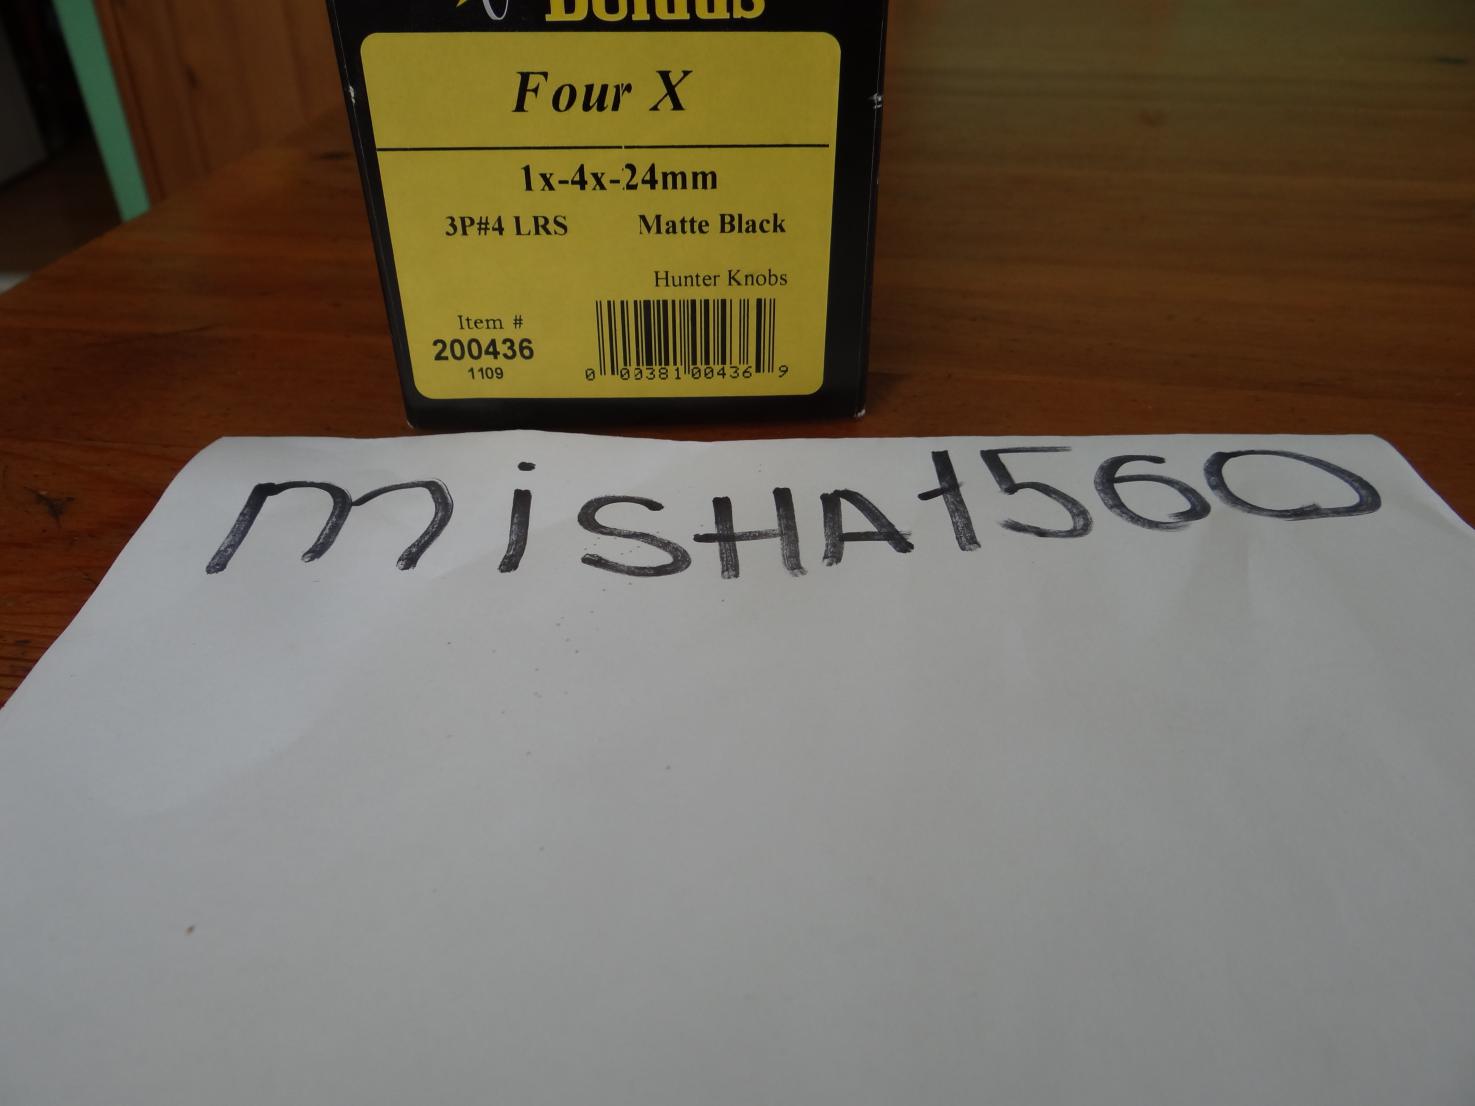 Four X
1x-4x-24mm
3P#4 LRS Matte Black
Hunter Knobs
Item #
200436
1109
0 00381 00436 9
misHA1560